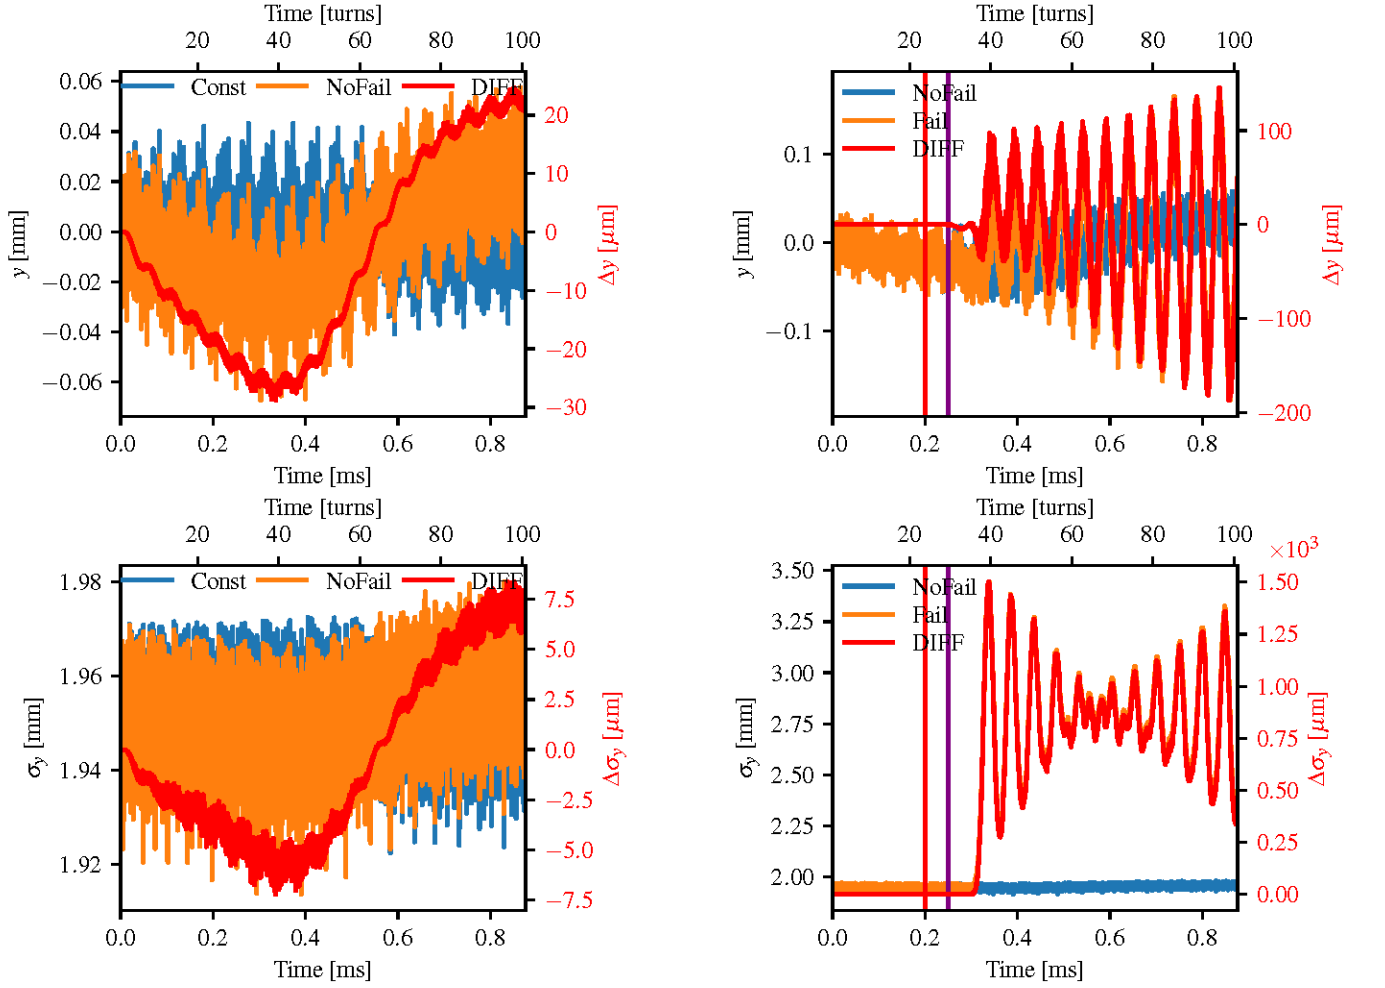 Time [turns]
20 40 60 80 100
0.06
0.04
0.02
0.00
−0.02
−0.04
−0.06
y [mm]
Const NoFail DIFF
20
10
0
−10
−20
−30
Δy [μm]
0.0 0.2 0.4 0.6 0.8
Time [ms]
Time [turns]
20 40 60 80 100
0.1
0.0
−0.1
y [mm]
NoFail
Fail
DIFF
100
0
−100
−200
Δy [μm]
0.0 0.2 0.4 0.6 0.8
Time [ms]
Time [turns]
20 40 60 80 100
1.98
1.96
1.94
1.92
σy [mm]
Const NoFail DIFF
7.5
5.0
2.5
0.0
−2.5
−5.0
−7.5
Δσy [μm]
0.0 0.2 0.4 0.6 0.8
Time [ms]
Time [turns]
20 40 60 80 100
×10³
3.50
3.25
3.00
2.75
2.50
2.25
2.00
σy [mm]
NoFail
Fail
DIFF
1.50
1.25
1.00
0.75
0.50
0.25
0.00
Δσy [μm]
0.0 0.2 0.4 0.6 0.8
Time [ms]